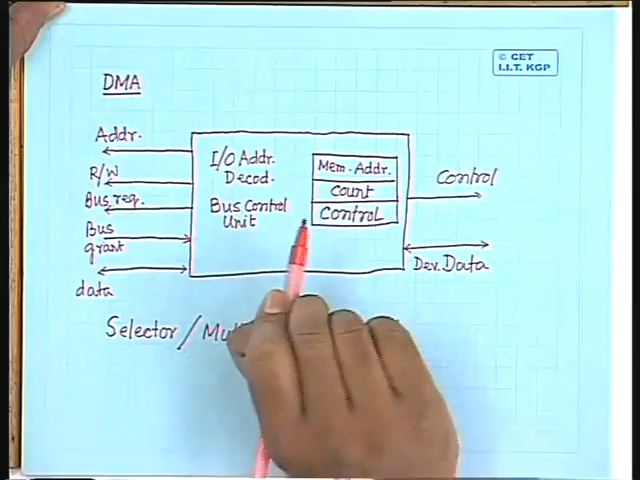 © CET
I.I.T. KGP
DMA
Addr.
R/W
Bus req.
Bus
grant
data
I/O Addr.
Decod.
Bus Control
Unit
Mem. Addr.
Count
Control
Control
Dev. Data
Selector /